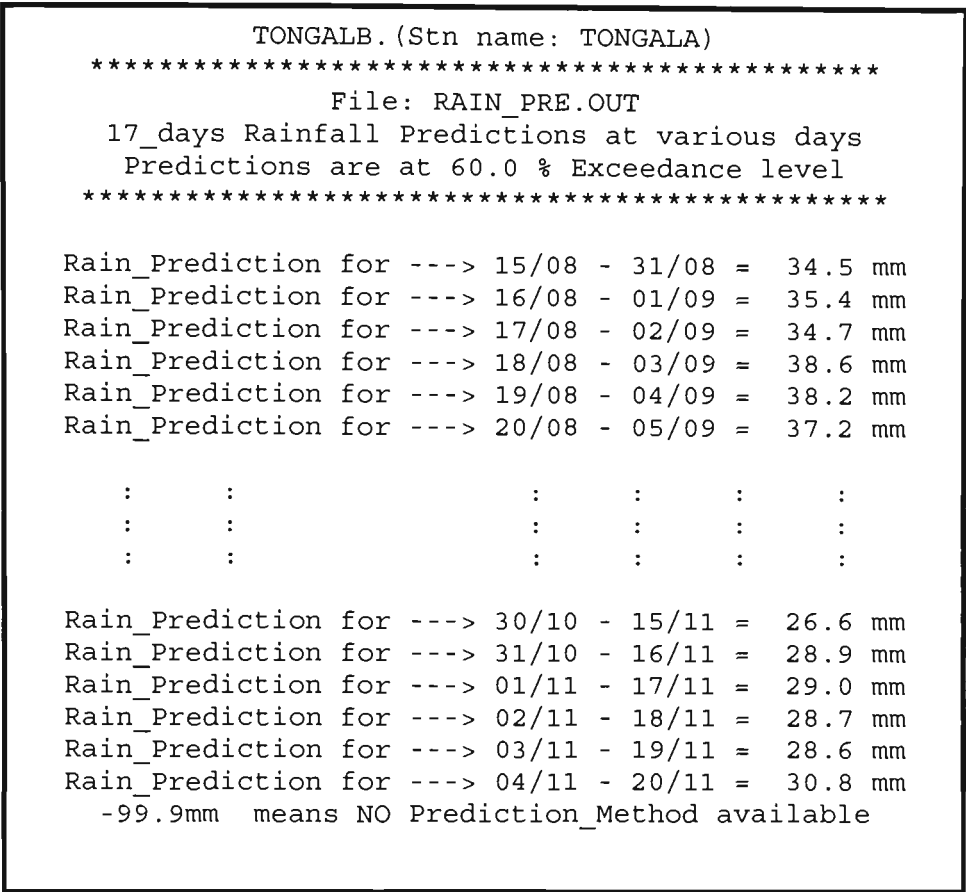 TONGALB.(Stn name: TONGALA)
**********************************************
File: RAIN_PRE.OUT
17_days Rainfall Predictions at various days
Predictions are at 60.0 % Exceedance level
***********************************************
Rain_Prediction for ---> 15/08 - 31/08 = 34.5 mm
Rain_Prediction for ---> 16/08 - 01/09 = 35.4 mm
Rain_Prediction for ---> 17/08 - 02/09 = 34.7 mm
Rain_Prediction for ---> 18/08 - 03/09 = 38.6 mm
Rain_Prediction for ---> 19/08 - 04/09 = 38.2 mm
Rain_Prediction for ---> 20/08 - 05/09 = 37.2 mm
: : : : : :
: : : : : :
: : : : : :
Rain_Prediction for ---> 30/10 - 15/11 = 26.6 mm
Rain_Prediction for ---> 31/10 - 16/11 = 28.9 mm
Rain_Prediction for ---> 01/11 - 17/11 = 29.0 mm
Rain_Prediction for ---> 02/11 - 18/11 = 28.7 mm
Rain_Prediction for ---> 03/11 - 19/11 = 28.6 mm
Rain_Prediction for ---> 04/11 - 20/11 = 30.8 mm
-99.9mm means NO Prediction_Method available